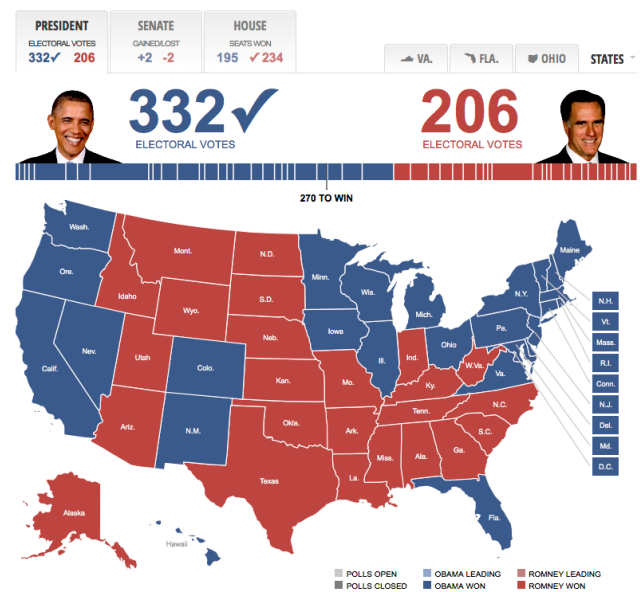 PRESIDENT
ELECTORAL VOTES
332✓ 206
SENATE
GAINED/LOST
+2 -2
HOUSE
SEATS WON
195 ✓234
VA.
FLA.
OHIO
STATES
332✓
ELECTORAL VOTES
206
ELECTORAL VOTES
270 TO WIN
Wash.
Ore.
Calif.
Nev.
Idaho
Mont.
Wyo.
Utah
Ariz.
Colo.
N.M.
N.D.
S.D.
Neb.
Kan.
Okla.
Texas
Minn.
Iowa
Mo.
Ark.
La.
Wis.
Ill.
Mich.
Ind.
Ohio
Ky.
Tenn.
Miss.
Ala.
Ga.
Fla.
S.C.
N.C.
Va.
W.Va.
Pa.
N.Y.
Maine
N.H.
Vt.
Mass.
R.I.
Conn.
N.J.
Del.
Md.
D.C.
Alaska
Hawaii
POLLS OPEN
POLLS CLOSED
OBAMA LEADING
OBAMA WON
ROMNEY LEADING
ROMNEY WON